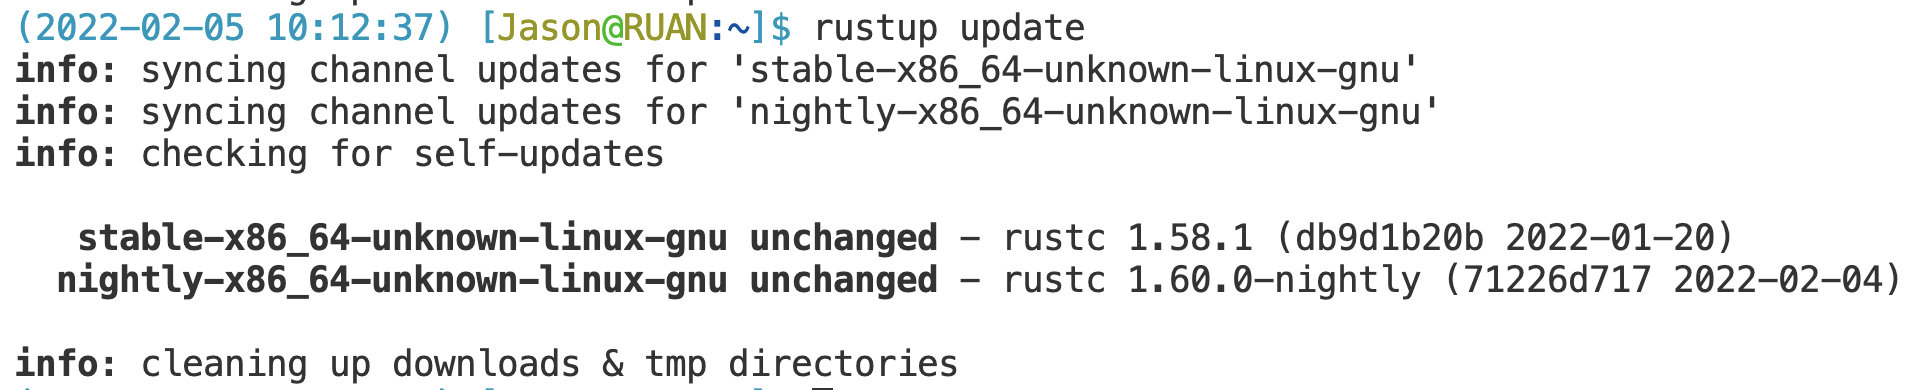 (2022-02-05 10:12:37) [Jason@RUAN:~]$ rustup update
info: syncing channel updates for 'stable-x86_64-unknown-linux-gnu'
info: syncing channel updates for 'nightly-x86_64-unknown-linux-gnu'
info: checking for self-updates
stable-x86_64-unknown-linux-gnu unchanged - rustc 1.58.1 (db9d1b20b 2022-01-20)
nightly-x86_64-unknown-linux-gnu unchanged - rustc 1.60.0-nightly (71226d717 2022-02-04)
info: cleaning up downloads & tmp directories